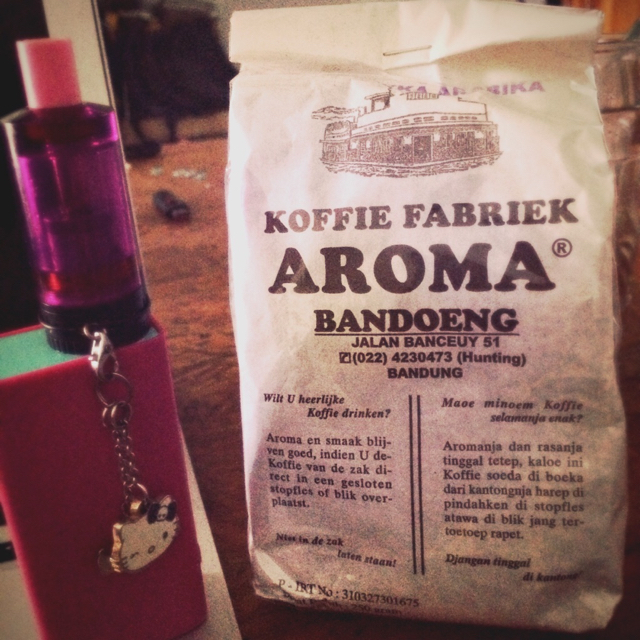 KOFFIE FABRIEK
AROMA®
BANDOENG
JALAN BANCEUY 51
(022) 4230473 (Hunting)
BANDUNG
Wilt U heerlijke
Koffie drinken?
Aroma en smaak blij-
ven goed, indien U de
Koffie van de zak di-
rect in een gesloten
stopfles of blik over-
plaatst.
Niet in de zak
laten staan!
Maoe minoem Koffie
selamanja enak?
Aromanja dan rasanja
tinggal tetep, kaloe ini
Koffie soeda di boeka
dari kantongnja harep di
pindahken di stopfles
atawa di blik jang ter-
toetoep rapet.
Djangan tinggal
di kantong
P - IRT No : 310327301675